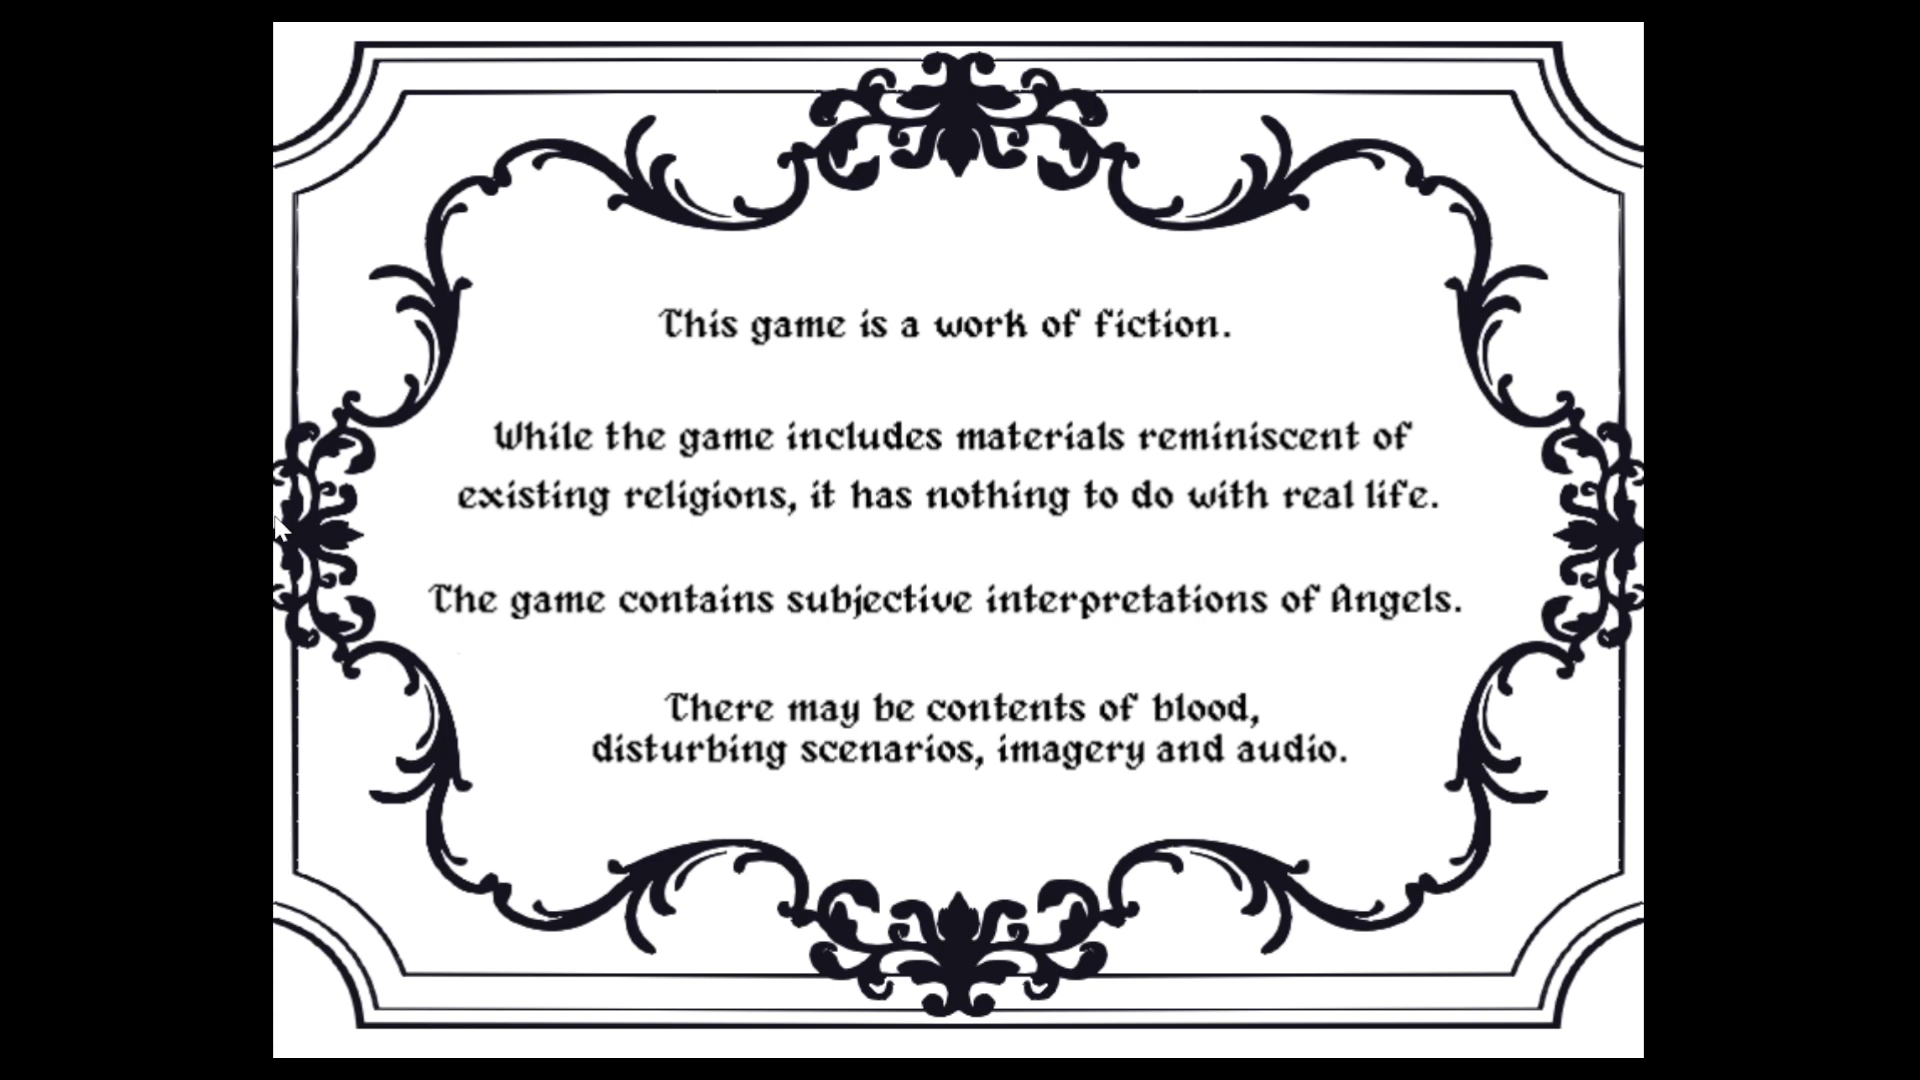 This game is a work of fiction.
While the game includes materials reminiscent of
existing religions, it has nothing to do with real life.
The game contains subjective interpretations of Angels.
There may be contents of blood,
disturbing scenarios, imagery and audio.